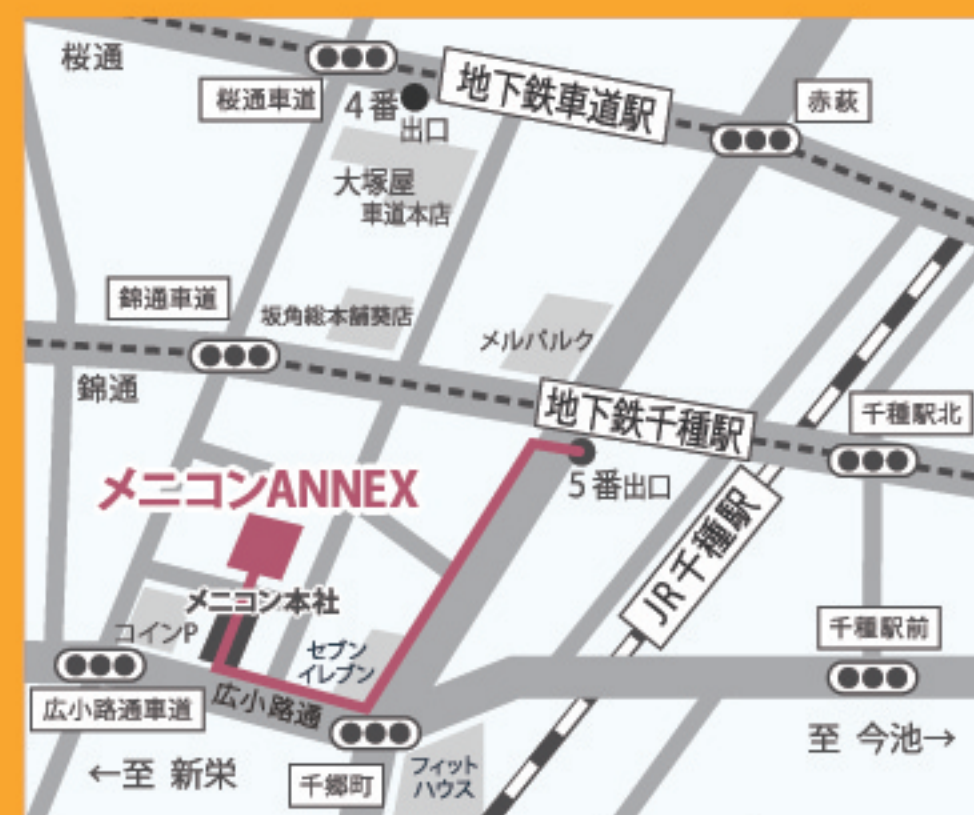 桜通
桜通車道
4番
出口
地下鉄車道駅
赤萩
大塚屋
車道本店
錦通車道
坂角総本舗葵店
メルパルク
錦通
地下鉄千種駅
千種駅北
5番出口
メニコンANNEX
JR千種駅
メニコン本社
コインP
セブン
イレブン
千種駅前
広小路通車道
広小路通
至 今池→
←至 新栄
千郷町
フィット
ハウス